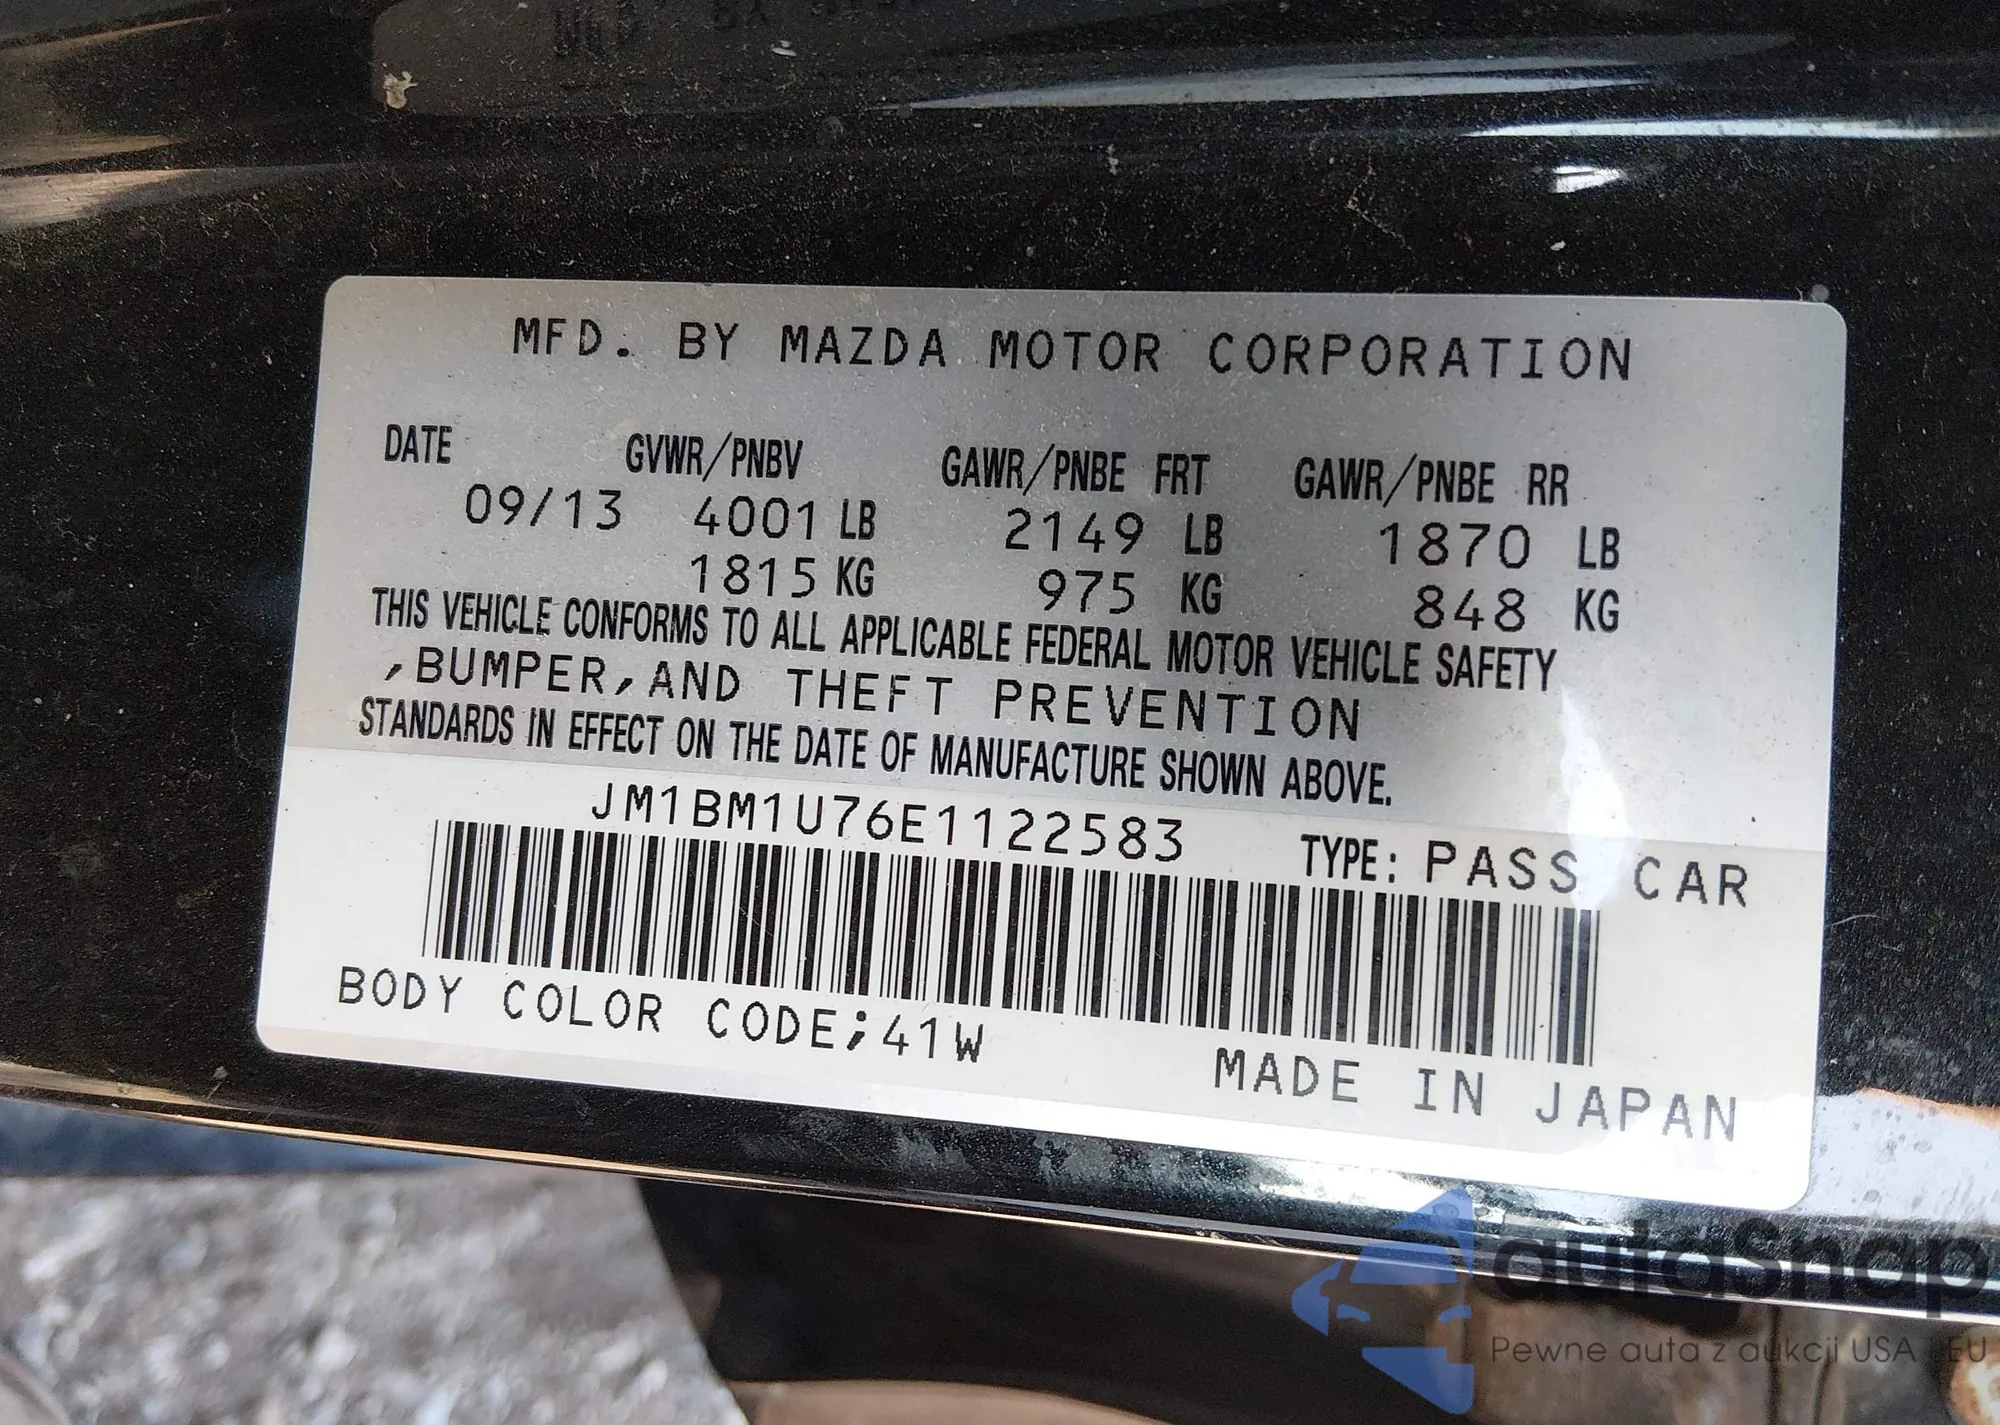 MFD. BY MAZDA MOTOR CORPORATION
DATE GVWR/PNBV GAWR/PNBE FRT GAWR/PNBE RR
09/13 4001 LB 2149 LB 1870 LB
1815 KG 975 KG 848 KG
THIS VEHICLE CONFORMS TO ALL APPLICABLE FEDERAL MOTOR VEHICLE SAFETY
,BUMPER,AND THEFT PREVENTION
STANDARDS IN EFFECT ON THE DATE OF MANUFACTURE SHOWN ABOVE.
JM1BM1U76E1122583 TYPE: PASS CAR
BODY COLOR CODE;41W
MADE IN JAPAN
autaSnap
Pewne auta z aukcji USA EU